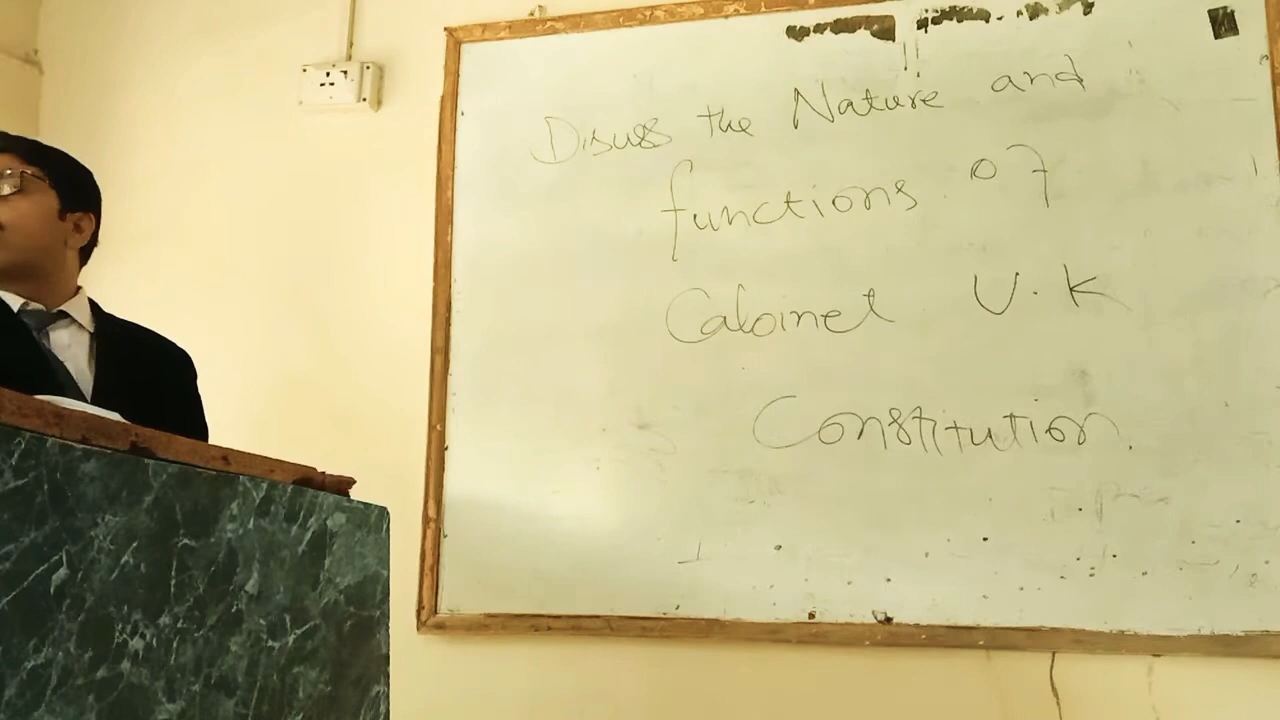 Discuss the Nature and
functions of
Cabinet U.K
Constitution.